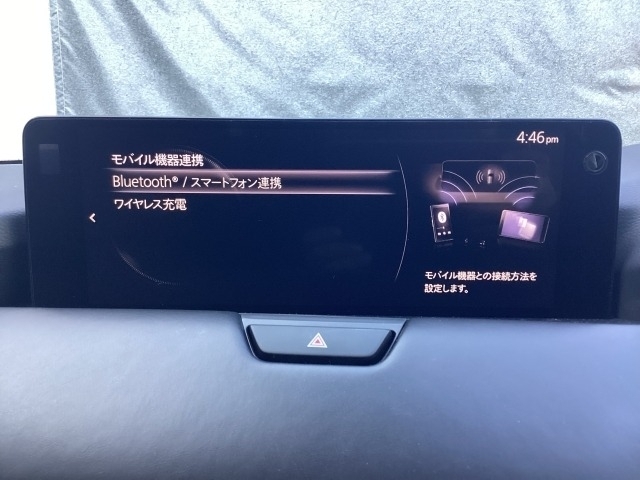 4:46pm
モバイル機器連携
Bluetooth® / スマートフォン連携
ワイヤレス充電
モバイル機器との接続方法を
設定します。